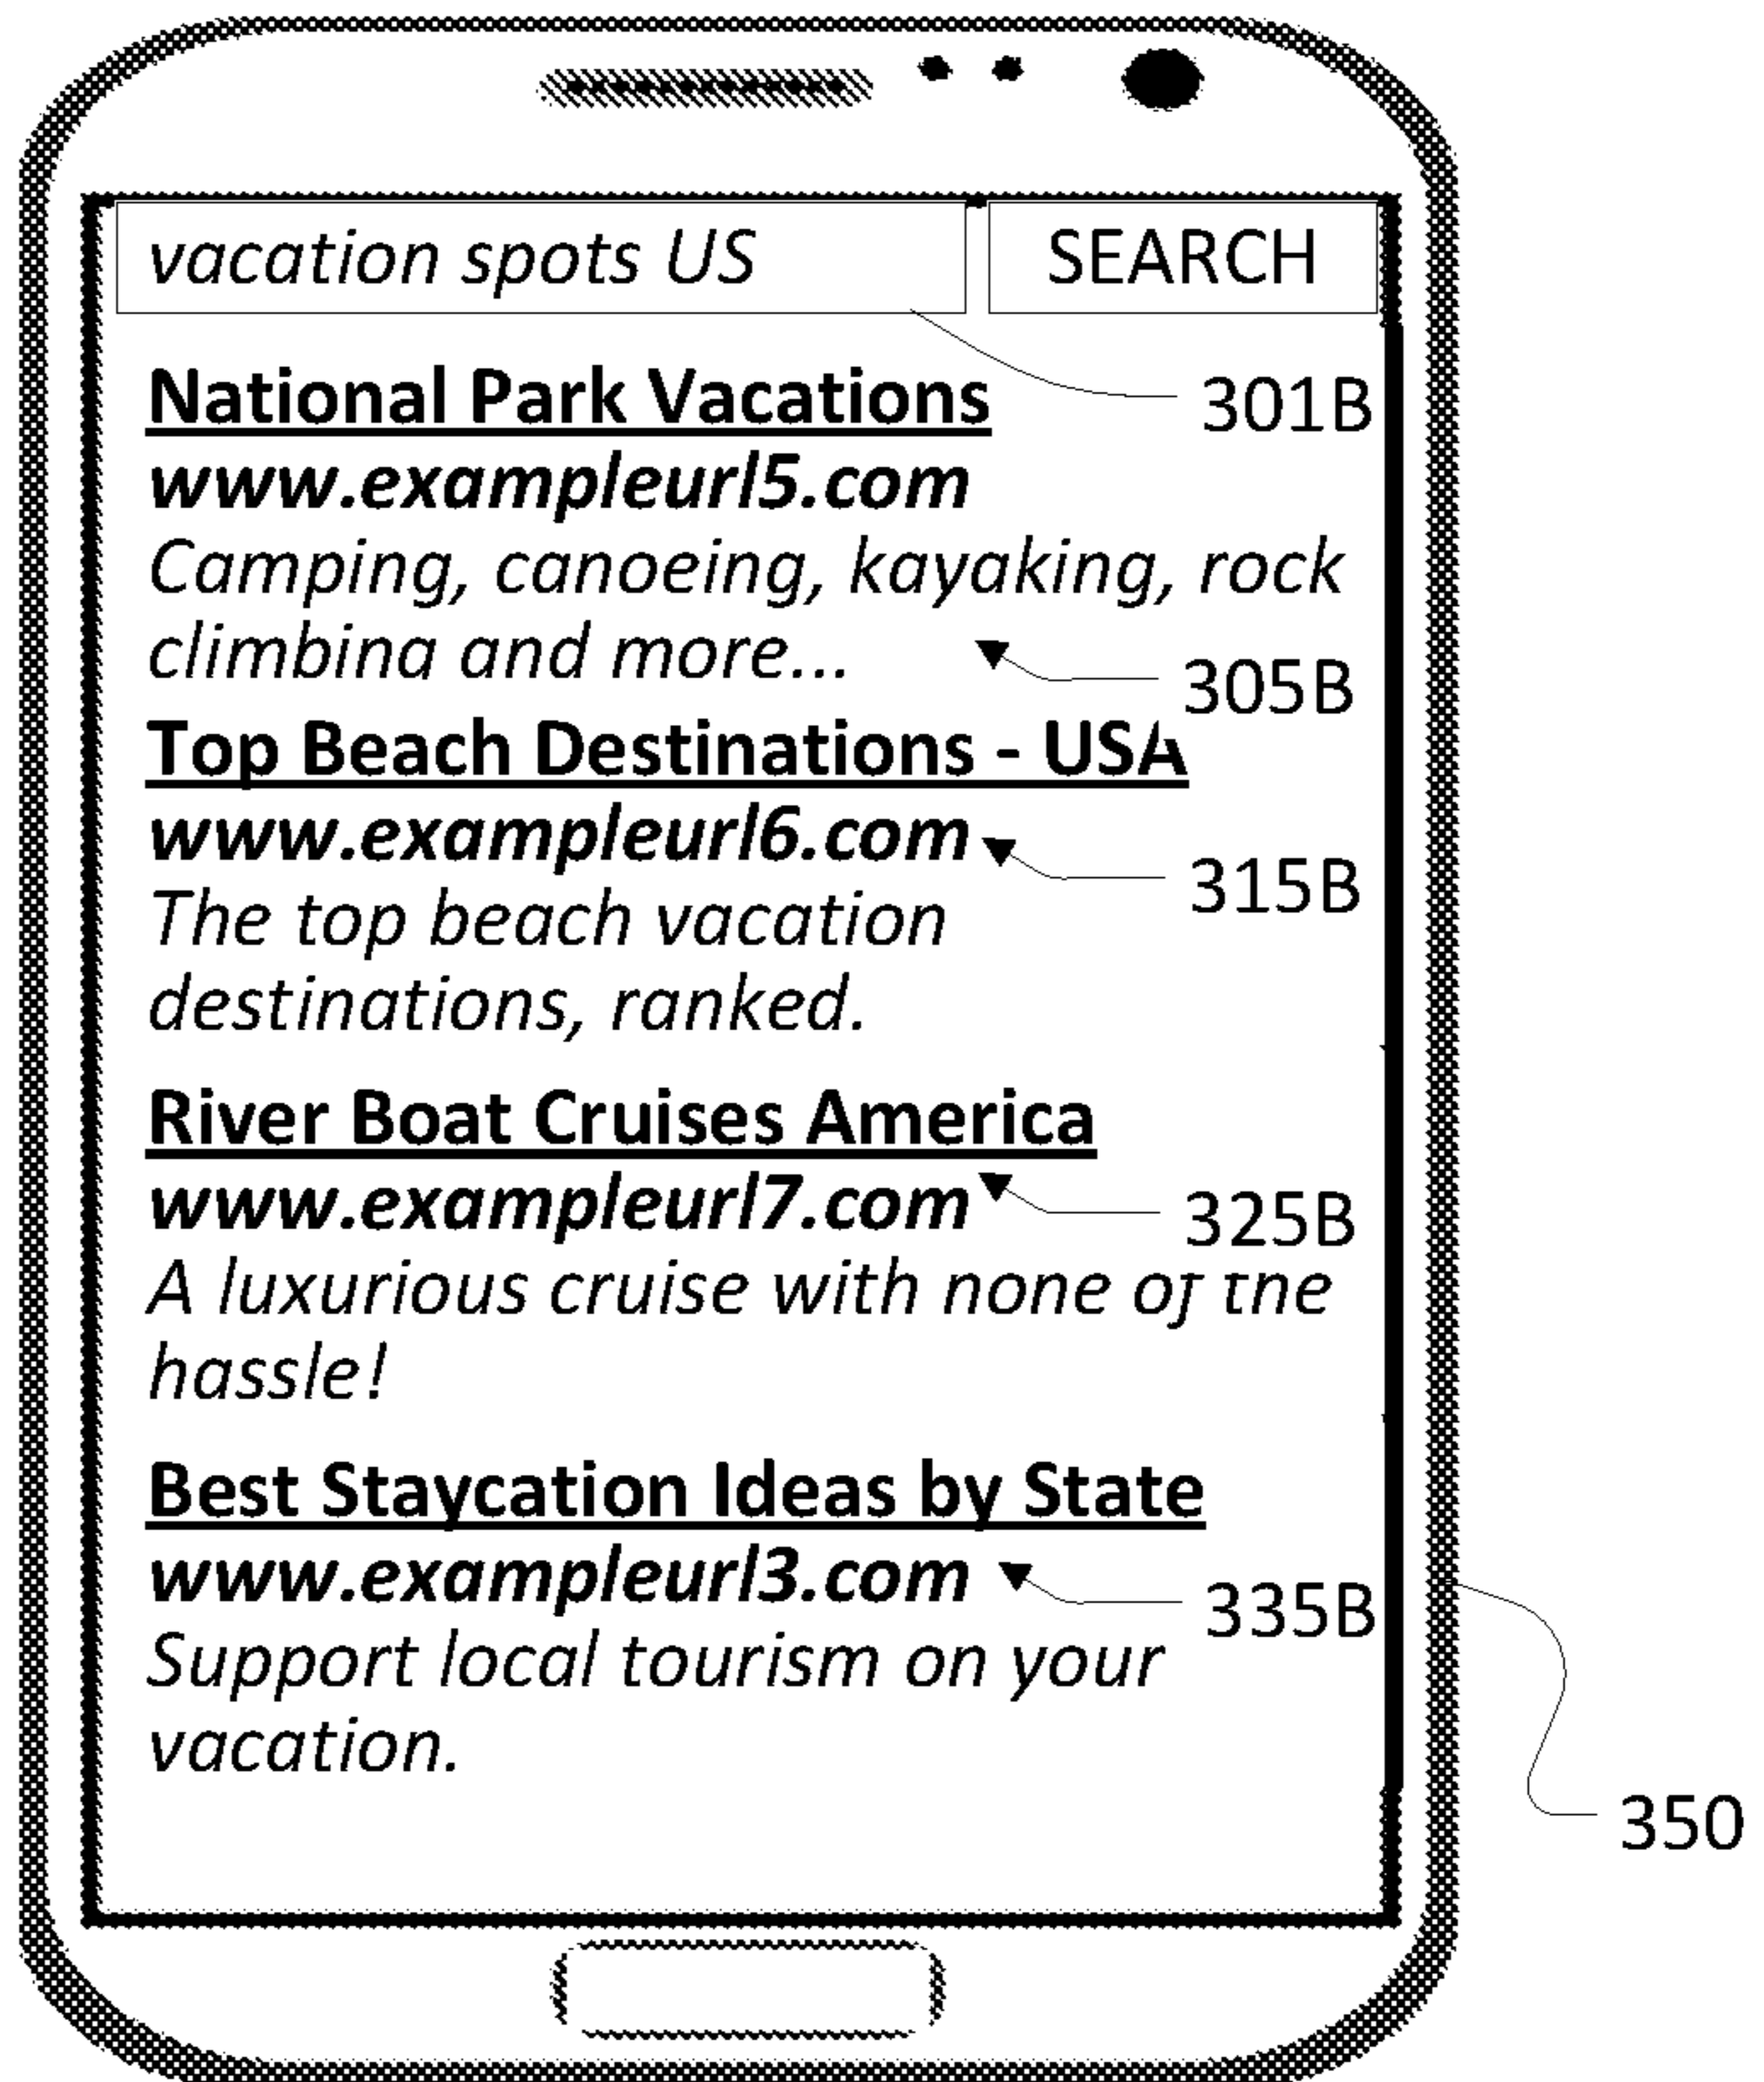 vacation spots US SEARCH
National Park Vacations 301B
www.exampleurl5.com
Camping, canoeing, kayaking, rock
climbing and more... 305B
Top Beach Destinations - USA
www.exampleurl6.com 315B
The top beach vacation
destinations, ranked.
River Boat Cruises America
www.exampleurl7.com 325B
A luxurious cruise with none of the
hassle!
Best Staycation Ideas by State
www.exampleurl3.com 335B
Support local tourism on your
vacation.
350